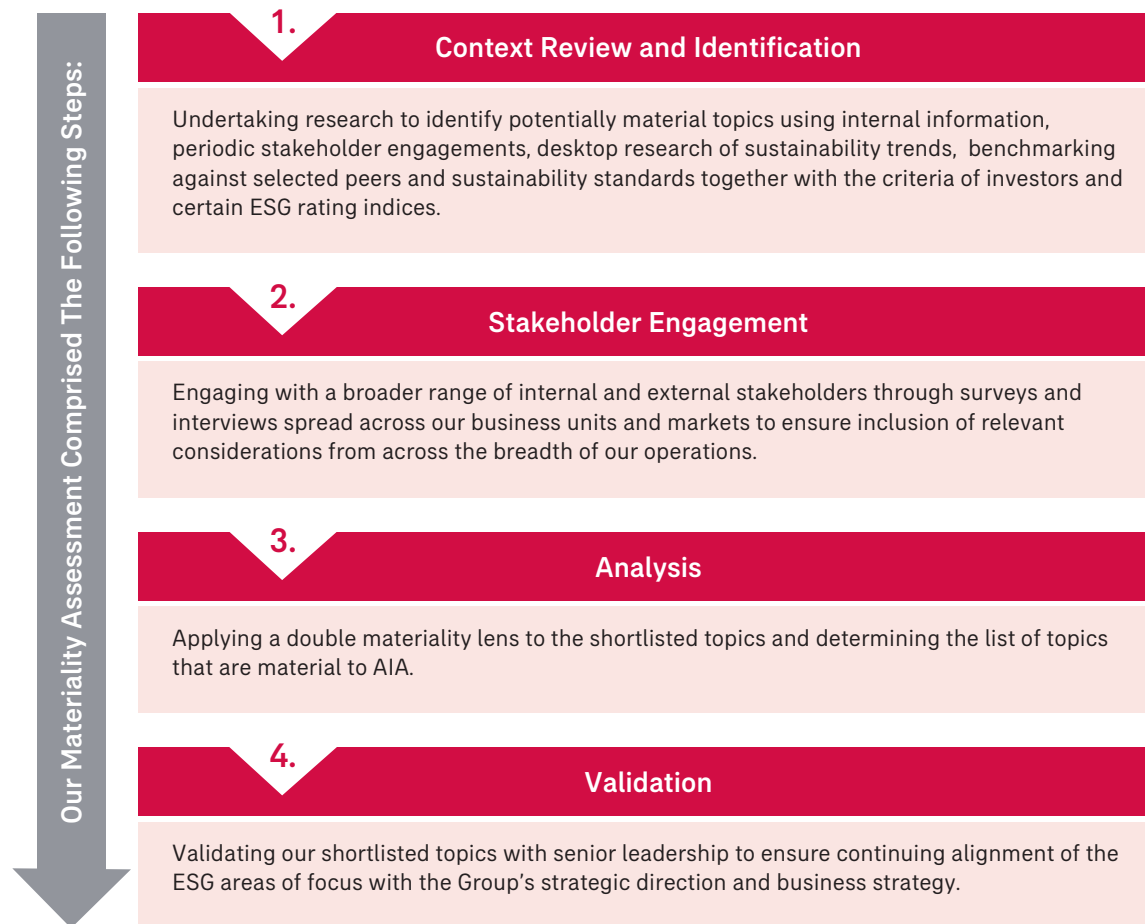 Our Materiality Assessment Comprised The Following Steps:
1.
Context Review and Identification
Undertaking research to identify potentially material topics using internal information,
periodic stakeholder engagements, desktop research of sustainability trends,  benchmarking
against selected peers and sustainability standards together with the criteria of investors and
certain ESG rating indices.
2.
Stakeholder Engagement
Engaging with a broader range of internal and external stakeholders through surveys and
interviews spread across our business units and markets to ensure inclusion of relevant
considerations from across the breadth of our operations.
3.
Analysis
Applying a double materiality lens to the shortlisted topics and determining the list of topics
that are material to AIA.
4.
Validation
Validating our shortlisted topics with senior leadership to ensure continuing alignment of the
ESG areas of focus with the Group’s strategic direction and business strategy.